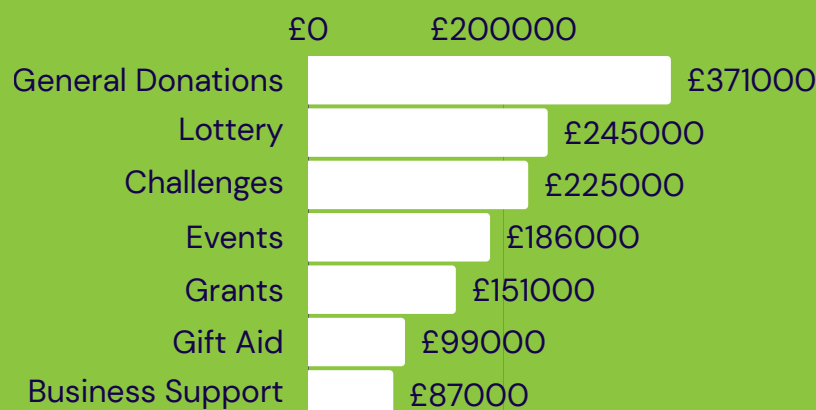 £0 £200000
General Donations £371000
Lottery £245000
Challenges £225000
Events £186000
Grants £151000
Gift Aid £99000
Business Support £87000